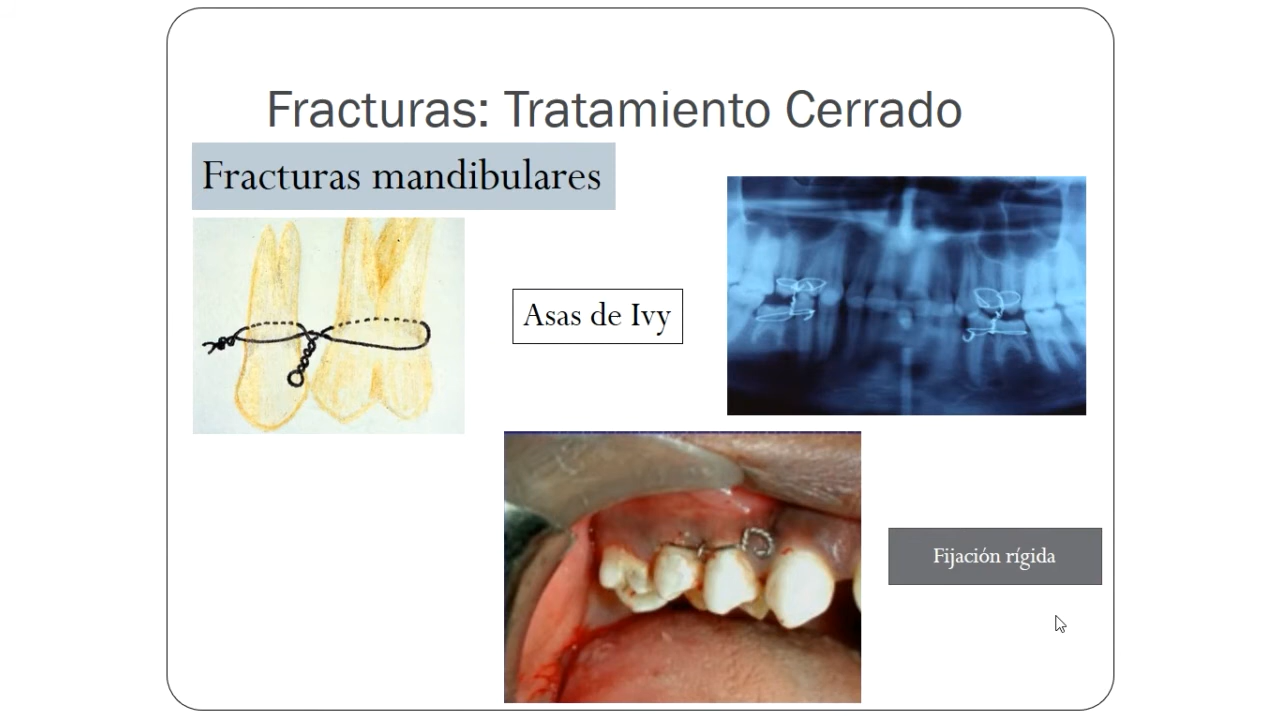 Fracturas: Tratamiento Cerrado
Fracturas mandibulares
Asas de Ivy
Fijación rígida